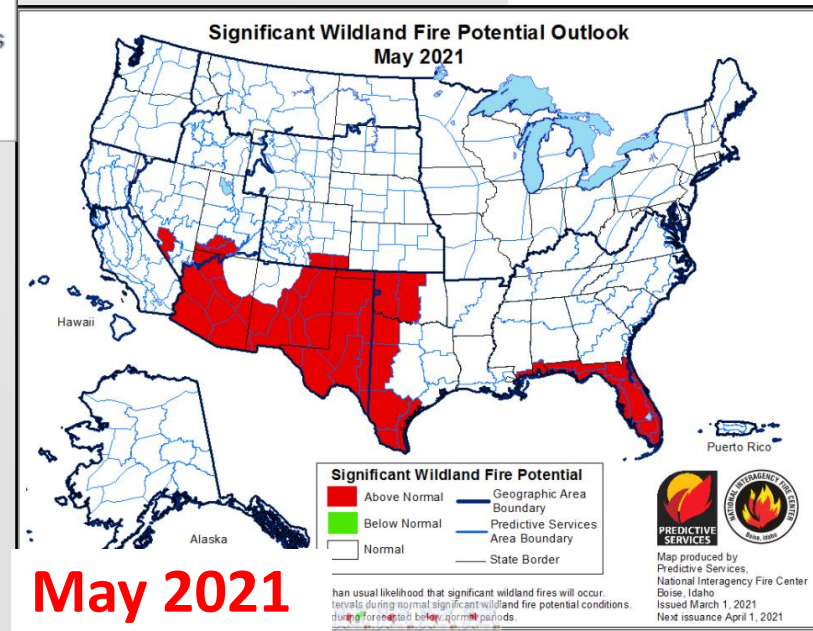 s
Significant Wildland Fire Potential Outlook
May 2021
Hawaii
Puerto Rico
Alaska
Significant Wildland Fire Potential
Above Normal
Below Normal
Normal
Geographic Area
Boundary
Predictive Services
Area Boundary
State Border
PREDICTIVE
SERVICES
NATIONAL INTERAGENCY FIRE CENTER
Boise, Idaho
Map produced by
Predictive Services,
National Interagency Fire Center
Boise, Idaho
Issued March 1, 2021
Next issuance April 1, 2021
han usual likelihood that significant wildland fires will occur.
tervals during normal significant wildland fire potential conditions.
during forecasted below normal periods.
May 2021